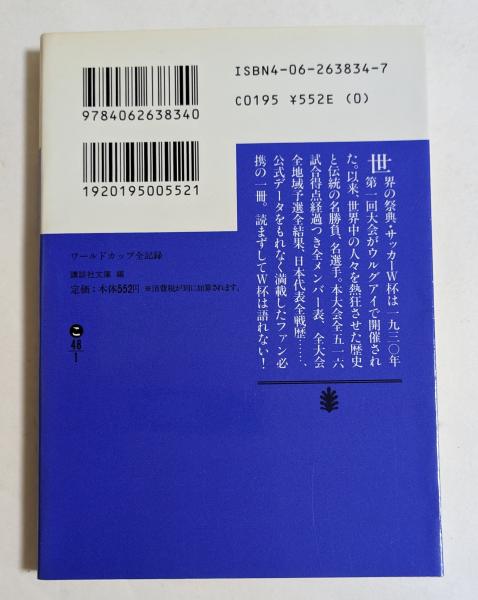 9784062638340
ISBN4-06-263834-7
C0195 ¥552E (0)
1920195005521
世界の祭典・サッカーW杯は一九三〇年
第一回大会がウルグアイで開催され
た。以来、世界中の人々を熱狂させた歴史
と伝統の名勝負、名選手。本大会全五一六
試合得点経過つき全メンバー表、全大会
全地域予選全結果、日本代表全戦歴……、
公式データをもれなく満載したファン必
携の一冊。読まずしてW杯は語れない！
ワールドカップ全記録
講談社文庫 編
定価：本体552円 ※消費税が別に加算されます。
こ
48
1